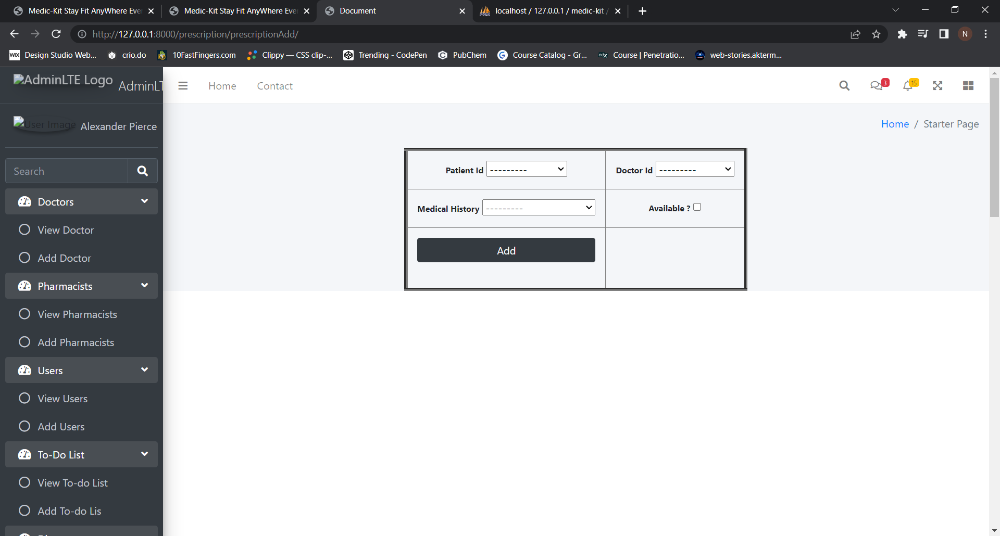 Medic-Kit Stay Fit AnyWhere Ever
Medic-Kit Stay Fit AnyWhere Eve
Document
localhost / 127.0.0.1 / medic-kit /
http://127.0.0.1:8000/prescription/prescriptionAdd/
N
WIX Design Studio Web...
crio.do
10FastFingers.com
Clippy — CSS clip-...
Trending - CodePen
PubChem
G Course Catalog - Gr...
edX Course | Penetratio...
web-stories.akterm...
AdminLTE Logo AdminLT
Home
Contact
3
15
User Image Alexander Pierce
Home / Starter Page
Search
Patient Id ---------
Doctor Id ---------
Medical History ---------
Available ?
Add
Doctors
View Doctor
Add Doctor
Pharmacists
View Pharmacists
Add Pharmacists
Users
View Users
Add Users
To-Do List
View To-do List
Add To-do Lis